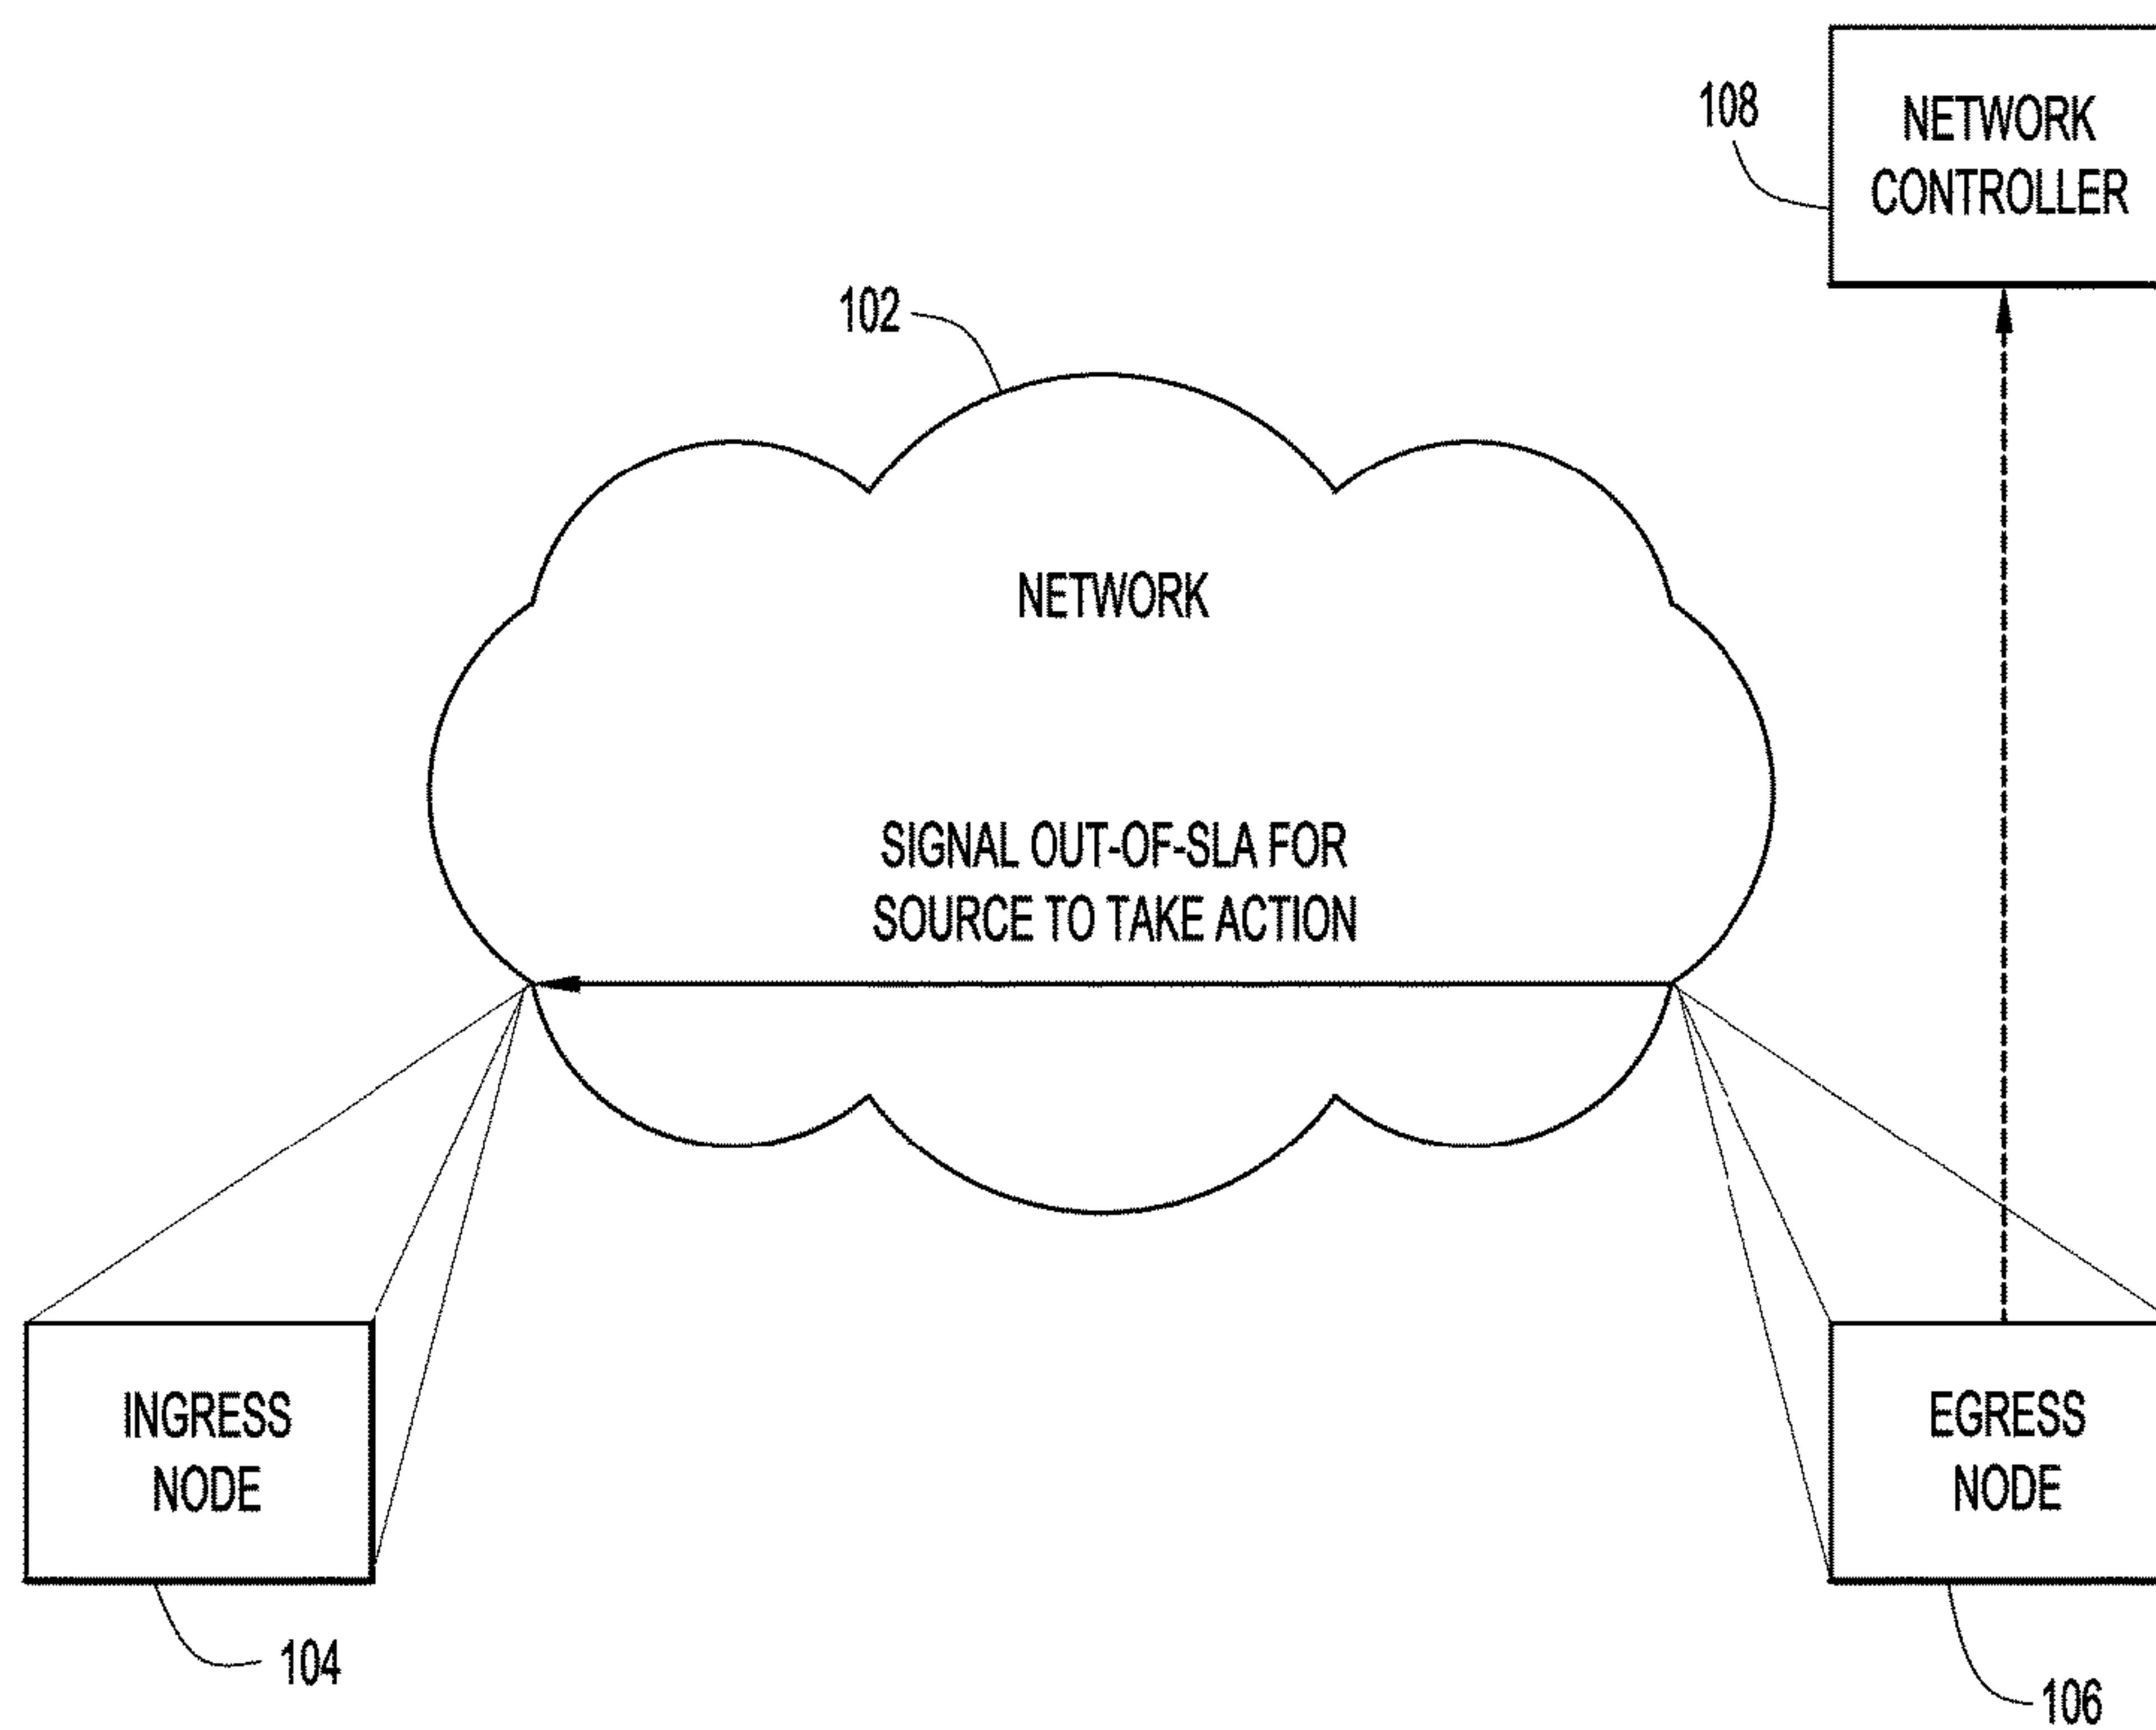 108
NETWORK
CONTROLLER
102
NETWORK
SIGNAL OUT-OF-SLA FOR
SOURCE TO TAKE ACTION
INGRESS
NODE
104
EGRESS
NODE
106